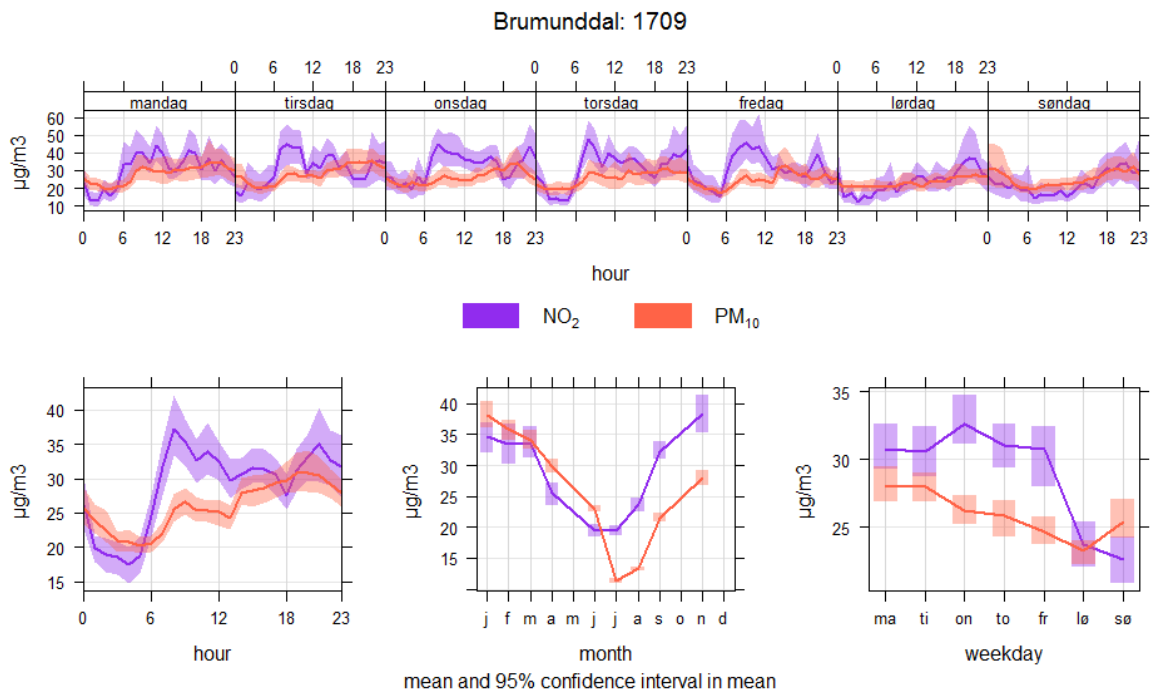 Brumunddal: 1709
0 6 12 18 23 0 6 12 18 23 0 6 12 18 23
mandag tirsdag onsdag torsdag fredag lørdag søndag
60
50
40
30
20
10
µg/m3
0 6 12 18 23 0 6 12 18 23 0 6 12 18 23 0 6 12 18 23
hour
NO2 PM10
40
35
30
25
20
15
µg/m3
0 6 12 18 23
hour
40
35
30
25
20
15
µg/m3
j f m a m j j a s o n d
month
35
30
25
µg/m3
ma ti on to fr lø sø
weekday
mean and 95% confidence interval in mean